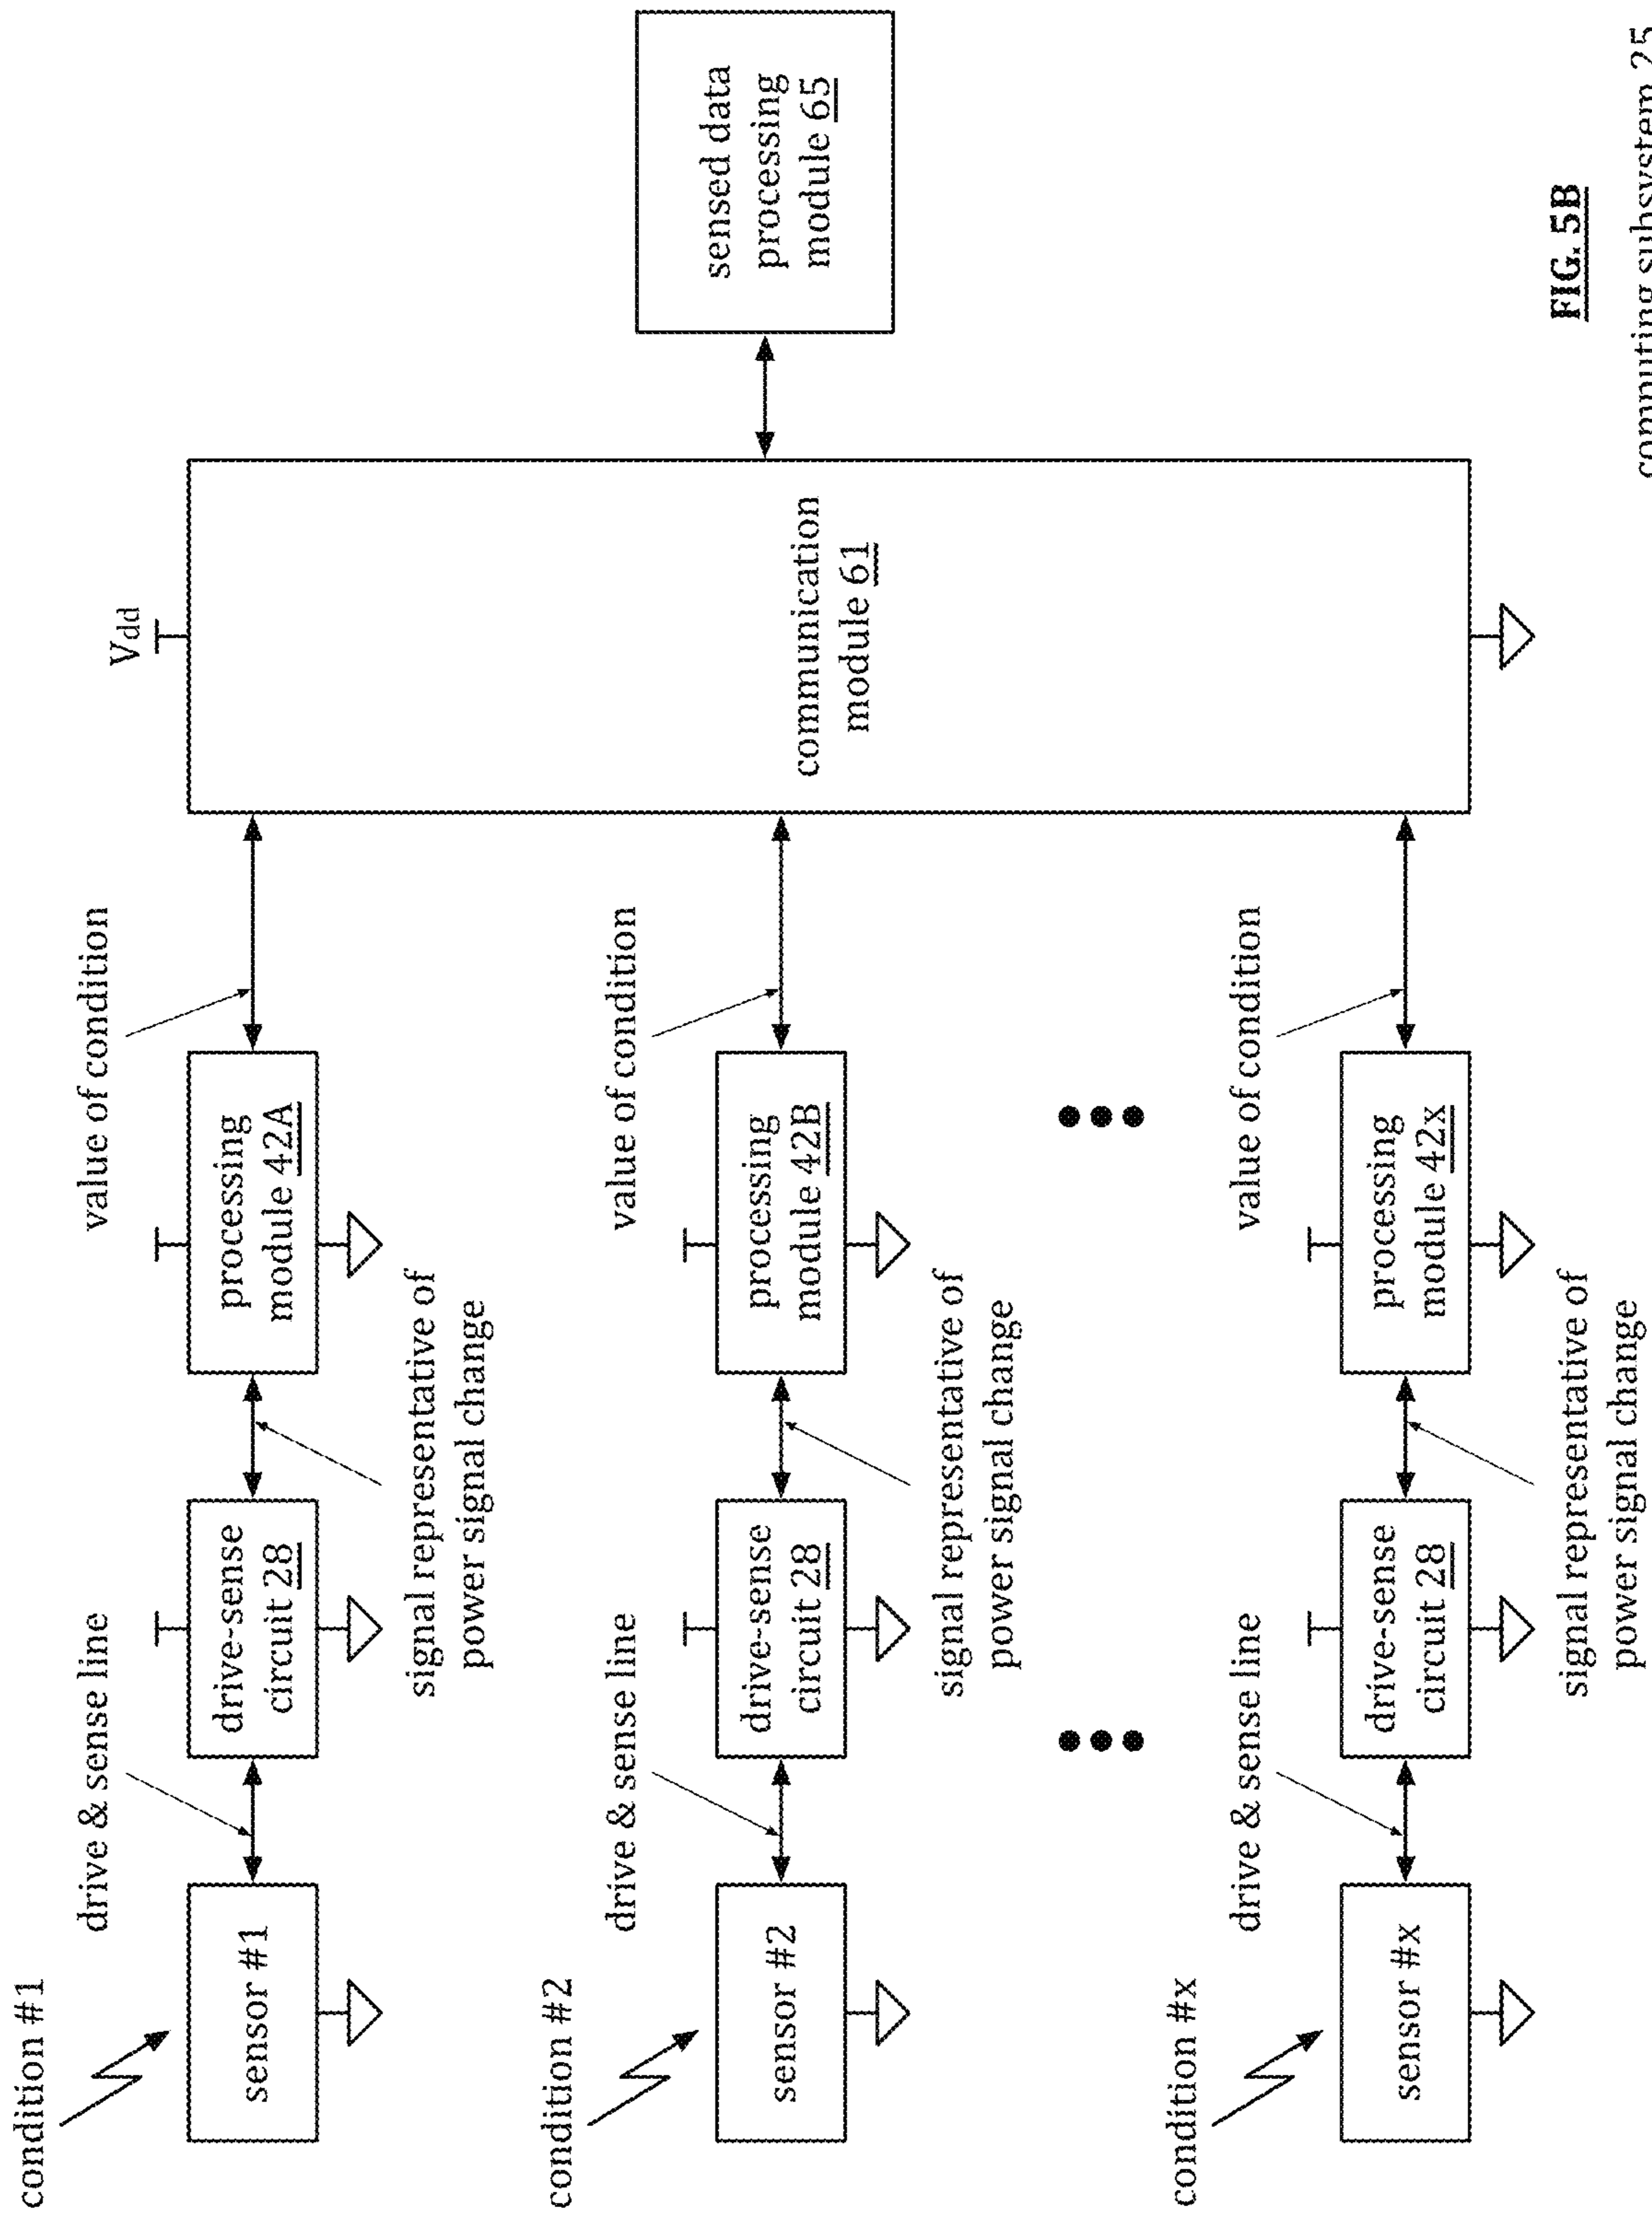 condition #1
drive & sense line
value of condition
Vdd
sensor #1
drive-sense
circuit 28
processing
module 42A
signal representative of
power signal change
condition #2
drive & sense line
value of condition
sensor #2
drive-sense
circuit 28
processing
module 42B
signal representative of
power signal change
communication
module 61
sensed data
processing
module 65
condition #x
drive & sense line
value of condition
sensor #x
drive-sense
circuit 28
processing
module 42x
signal representative of
power signal change
FIG. 5B
computing subsystem 25